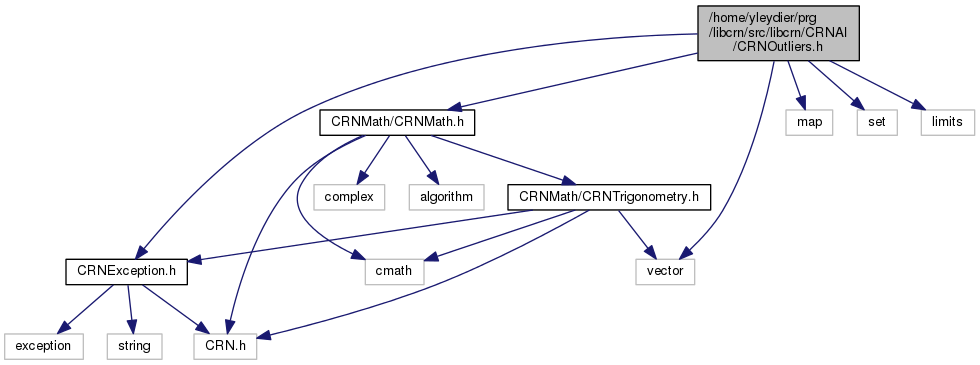 /home/yleydier/prg
/libcrn/src/libcrn/CRNAI
/CRNOutliers.h
CRNMath/CRNMath.h
map
set
limits
complex
algorithm
CRNMath/CRNTrigonometry.h
CRNException.h
cmath
vector
exception
string
CRN.h